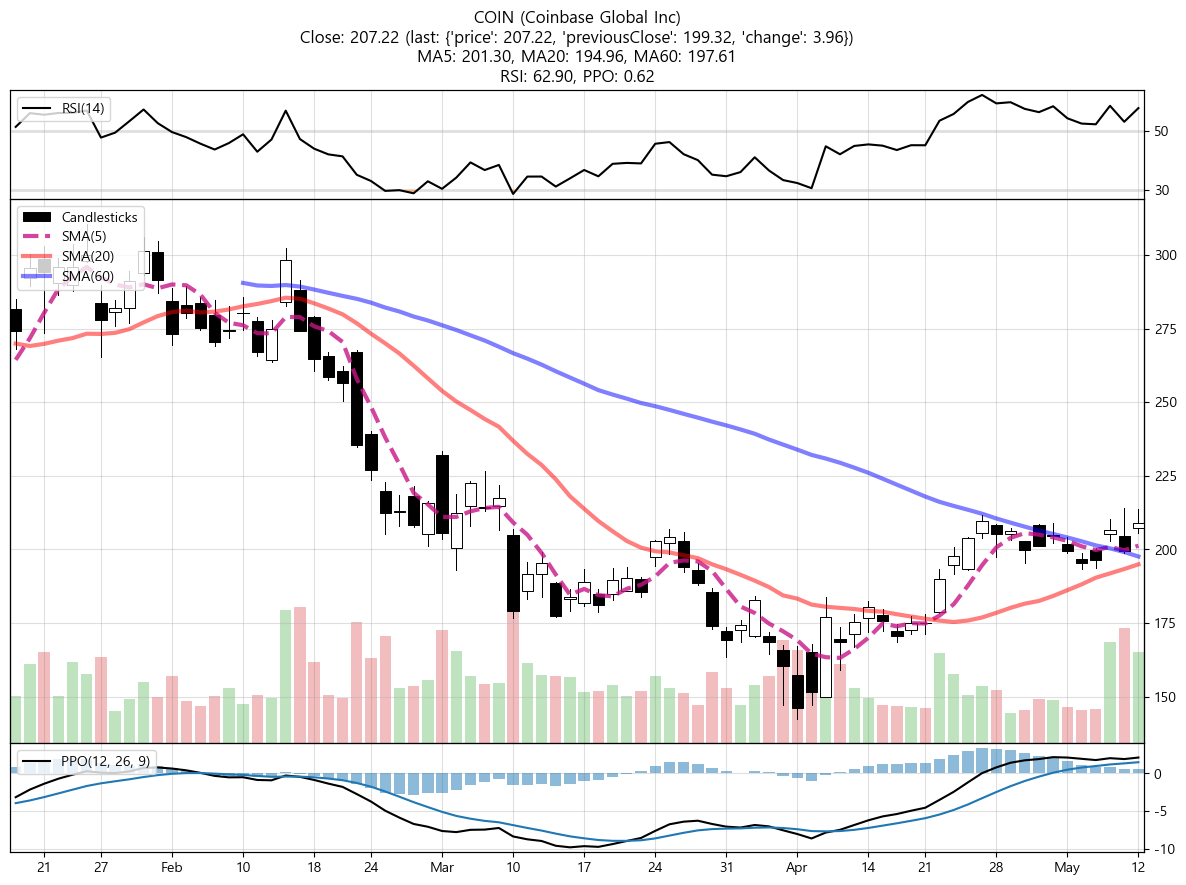 COIN (Coinbase Global Inc)
Close: 207.22 (last: {'price': 207.22, 'previousClose': 199.32, 'change': 3.96})
MA5: 201.30, MA20: 194.96, MA60: 197.61
RSI: 62.90, PPO: 0.62
RSI(14)
50
30
Candlesticks
SMA(5)
SMA(20)
SMA(60)
300
275
250
225
200
175
150
PPO(12, 26, 9)
0
-5
-10
21 27 Feb 10 18 24 Mar 10 17 24 31 Apr 14 21 28 May 12